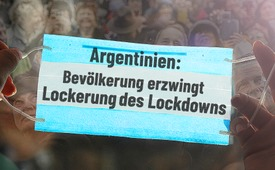 Argentinien:
Bevölkerung erzwingt
Lockerung des Lockdowns